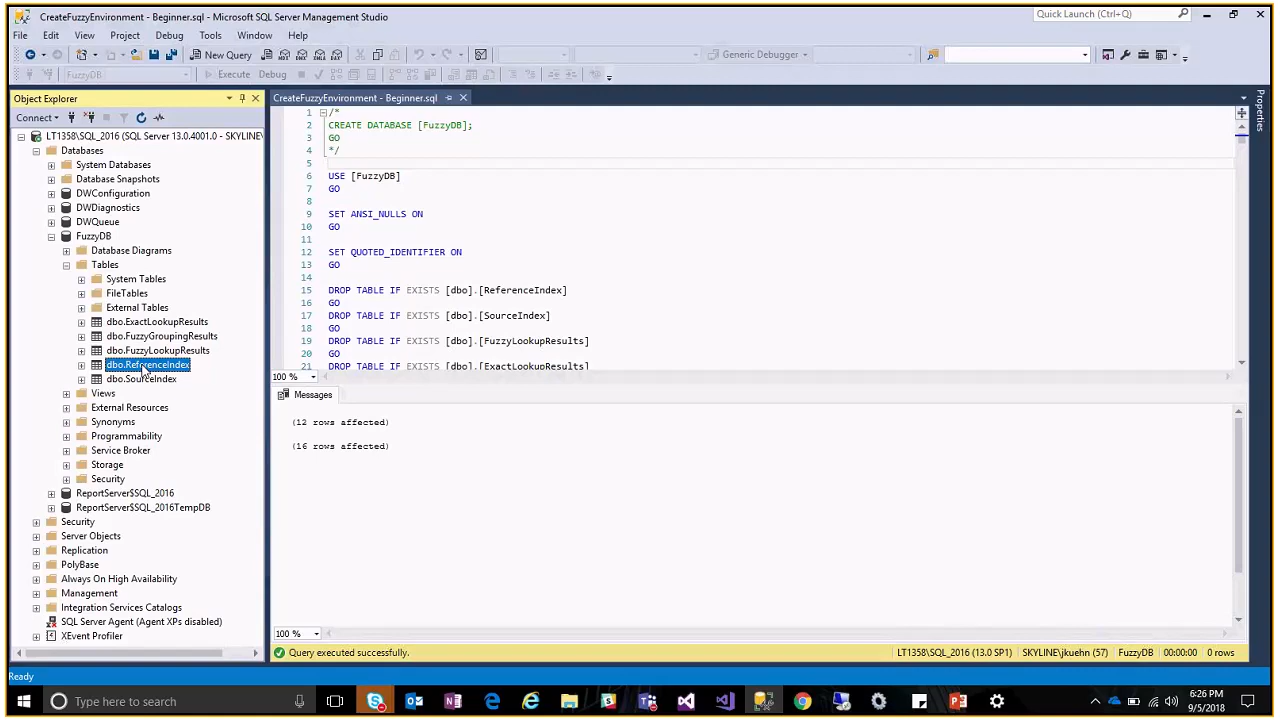 CreateFuzzyEnvironment - Beginner.sql - Microsoft SQL Server Management Studio
Quick Launch (Ctrl+Q)
File Edit View Project Debug Tools Window Help
New Query MDX DMX XMLA DAX Generic Debugger
FuzzyDB Execute Debug
Object Explorer
Connect
LT1358\SQL_2016 (SQL Server 13.0.4001.0 - SKYLINE\
Databases
System Databases
Database Snapshots
DWConfiguration
DWDiagnostics
DWQueue
FuzzyDB
Database Diagrams
Tables
System Tables
FileTables
External Tables
dbo.ExactLookupResults
dbo.FuzzyGroupingResults
dbo.FuzzyLookupResults
dbo.ReferenceIndex
dbo.SourceIndex
Views
External Resources
Synonyms
Programmability
Service Broker
Storage
Security
ReportServer$SQL_2016
ReportServer$SQL_2016TempDB
Security
Server Objects
Replication
PolyBase
Always On High Availability
Management
Integration Services Catalogs
SQL Server Agent (Agent XPs disabled)
XEvent Profiler
CreateFuzzyEnvironment - Beginner.sql
1 /*
2 CREATE DATABASE [FuzzyDB];
3 GO
4 */
5
6 USE [FuzzyDB]
7 GO
8
9 SET ANSI_NULLS ON
10 GO
11
12 SET QUOTED_IDENTIFIER ON
13 GO
14
15 DROP TABLE IF EXISTS [dbo].[ReferenceIndex]
16 GO
17 DROP TABLE IF EXISTS [dbo].[SourceIndex]
18 GO
19 DROP TABLE IF EXISTS [dbo].[FuzzyLookupResults]
20 GO
21 DROP TABLE IF EXISTS [dbo].[ExactLookupResults]
100 %
Messages
(12 rows affected)
(16 rows affected)
100 %
Query executed successfully. LT1358\SQL_2016 (13.0 SP1) SKYLINE\jkuehn (57) FuzzyDB 00:00:00 0 rows
Properties
Ready
Type here to search
6:26 PM
9/5/2018